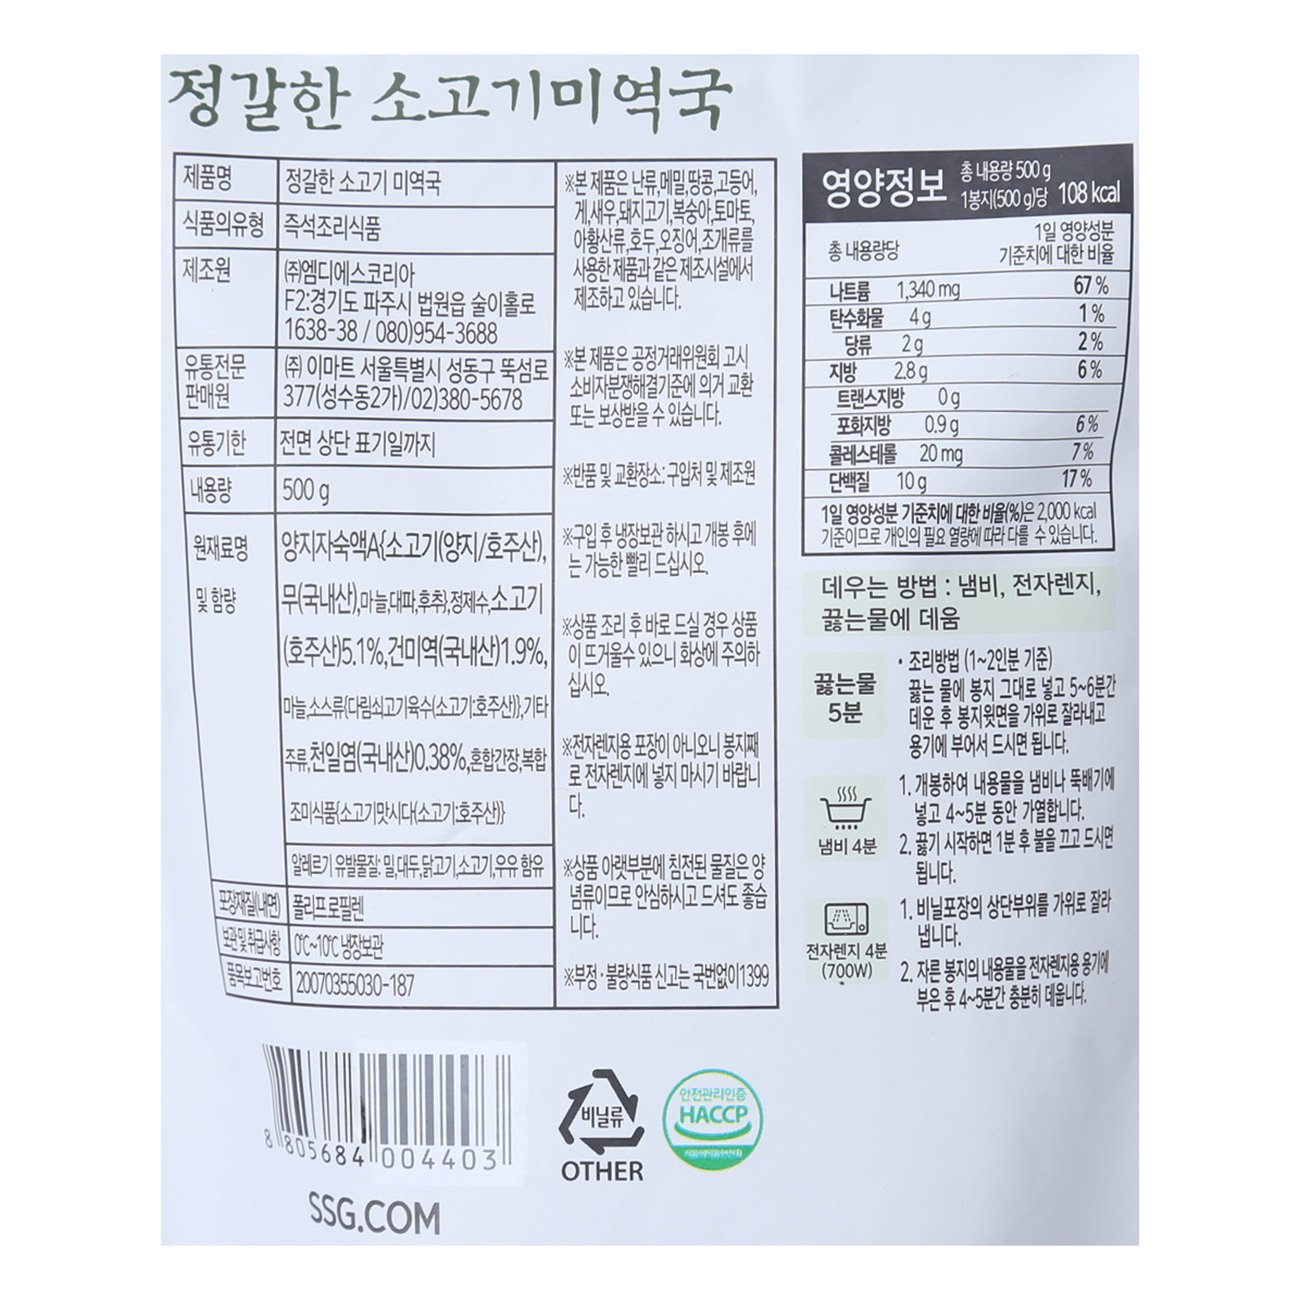 정갈한 소고기미역국
제품명 정갈한 소고기 미역국
식품의유형 즉석조리식품
제조원 ㈜엠디에스코리아
F2:경기도 파주시 법원읍 술이홀로
1638-38 / 080)954-3688
유통전문 ㈜ 이마트 서울특별시 성동구 뚝섬로
판매원 377(성수동2가)/02)380-5678
유통기한 전면 상단 표기일까지
내용량 500 g
원재료명 양지자숙액A{소고기(양지/호주산),
및 함량 무(국내산),마늘,대파,후추},정제수,소고기
(호주산)5.1%,건미역(국내산)1.9%,
마늘,소스류{다림쇠고기육수(소고기:호주산)},기타
주류,천일염(국내산)0.38%,혼합간장,복합
조미식품{소고기맛시다(소고기:호주산)}
알레르기 유발물질: 밀,대두,닭고기,소고기,우유 함유
포장재질(내면) 폴리프로필렌
보관 및 취급사항 0℃~10℃ 냉장보관
품목보고번호 20070355030-187
※본 제품은 난류,메밀,땅콩,고등어,
게,새우,돼지고기,복숭아,토마토,
아황산류,호두,오징어,조개류를
사용한 제품과 같은 제조시설에서
제조하고 있습니다.
※본 제품은 공정거래위원회 고시
소비자분쟁해결기준에 의거 교환
또는 보상받을 수 있습니다.
※반품 및 교환장소: 구입처 및 제조원
※구입 후 냉장보관 하시고 개봉 후에
는 가능한 빨리 드십시오.
※상품 조리 후 바로 드실 경우 상품
이 뜨거울수 있으니 화상에 주의하
십시오.
※전자렌지용 포장이 아니오니 봉지째
로 전자렌지에 넣지 마시기 바랍니
다.
※상품 아랫부분에 침전된 물질은 양
념류이므로 안심하시고 드셔도 좋습
니다.
※부정·불량식품 신고는 국번없이1399
영양정보 총 내용량 500 g
1봉지(500 g)당 108 kcal
총 내용량당 1일 영양성분
기준치에 대한 비율
나트륨 1,340 mg 67 %
탄수화물 4 g 1 %
당류 2 g 2 %
지방 2.8 g 6 %
트랜스지방 0 g
포화지방 0.9 g 6 %
콜레스테롤 20 mg 7 %
단백질 10 g 17 %
1일 영양성분 기준치에 대한 비율(%)은 2,000 kcal
기준이므로 개인의 필요 열량에 따라 다를 수 있습니다.
데우는 방법 : 냄비, 전자렌지,
끓는물에 데움
끓는물
5분
• 조리방법 (1~2인분 기준)
끓는 물에 봉지 그대로 넣고 5~6분간
데운 후 봉지윗면을 가위로 잘라내고
용기에 부어서 드시면 됩니다.
냄비 4분
1. 개봉하여 내용물을 냄비나 뚝배기에
넣고 4~5분 동안 가열합니다.
2. 끓기 시작하면 1분 후 불을 끄고 드시면
됩니다.
전자렌지 4분
(700W)
1. 비닐포장의 상단부위를 가위로 잘라
냅니다.
2. 자른 봉지의 내용물을 전자렌지용 용기에
부은 후 4~5분간 충분히 데웁니다.
8 805684 004403
SSG.COM
비닐류
OTHER
안전관리인증
HACCP